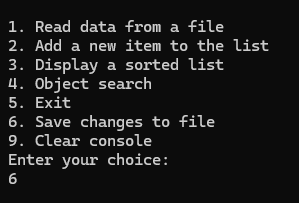 1. Read data from a file
2. Add a new item to the list
3. Display a sorted list
4. Object search
5. Exit
6. Save changes to file
9. Clear console
Enter your choice:
6